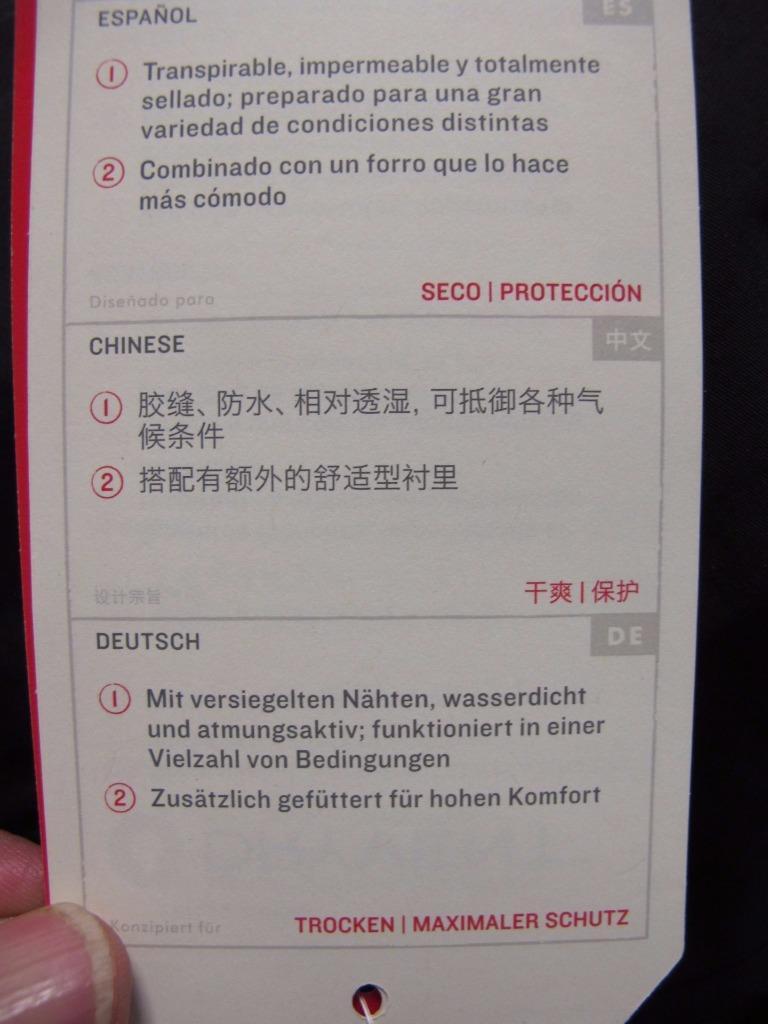 ESPAÑOL
ES
① Transpirable, impermeable y totalmente
sellado; preparado para una gran
variedad de condiciones distintas
② Combinado con un forro que lo hace
más cómodo
Diseñado para
SECO | PROTECCIÓN
CHINESE
中文
① 胶缝、防水、相对透湿, 可抵御各种气
候条件
② 搭配有额外的舒适型衬里
设计宗旨
干爽 | 保护
DEUTSCH
DE
① Mit versiegelten Nähten, wasserdicht
und atmungsaktiv; funktioniert in einer
Vielzahl von Bedingungen
② Zusätzlich gefüttert für hohen Komfort
Konzipiert für
TROCKEN | MAXIMALER SCHUTZ